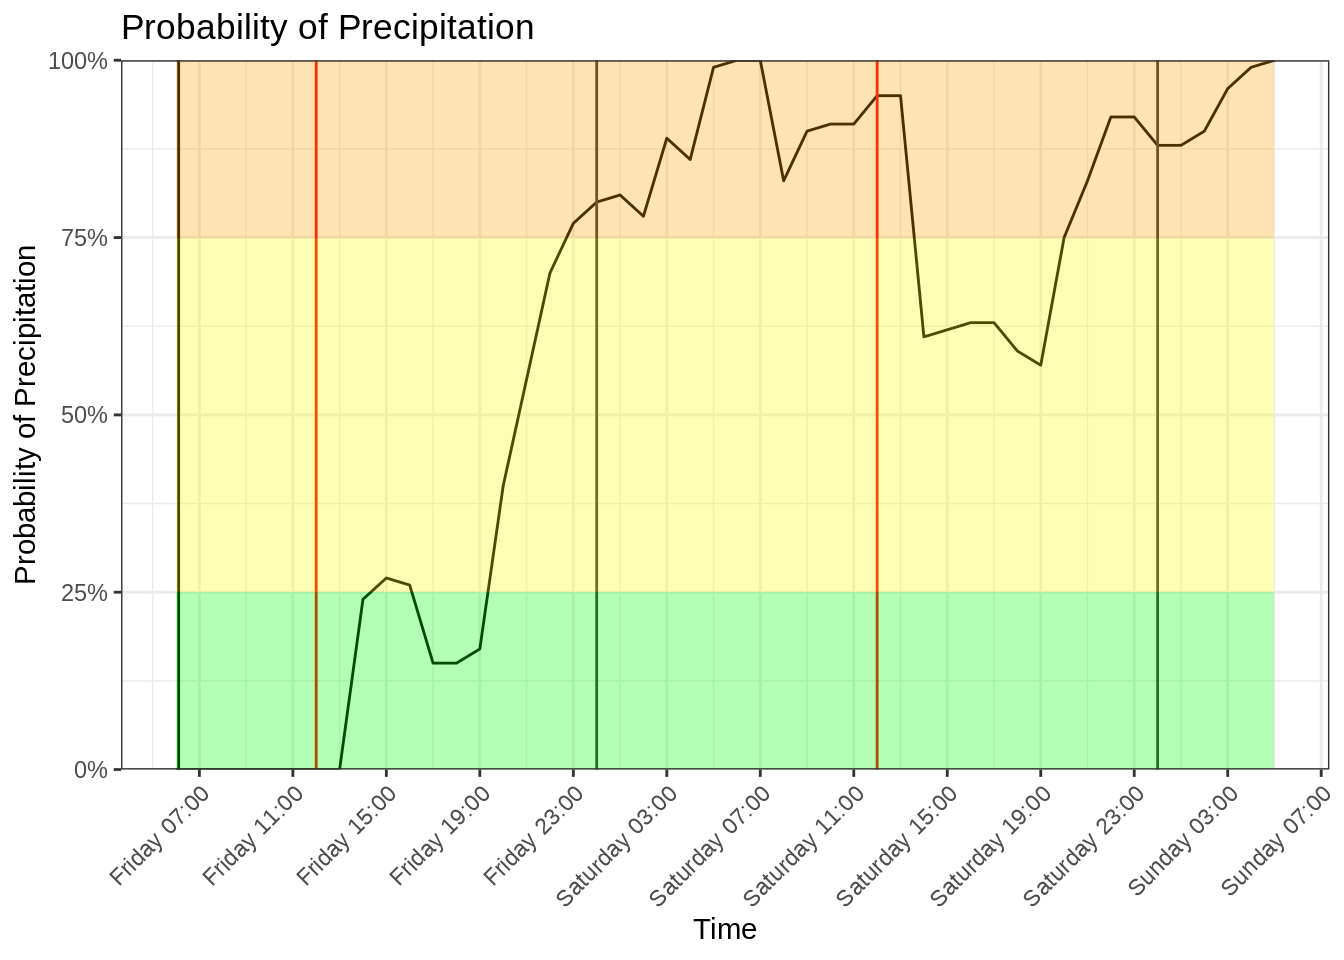 Probability of Precipitation
Probability of Precipitation
100%
75%
50%
25%
0%
Friday 07:00
Friday 11:00
Friday 15:00
Friday 19:00
Friday 23:00
Saturday 03:00
Saturday 07:00
Saturday 11:00
Saturday 15:00
Saturday 19:00
Saturday 23:00
Sunday 03:00
Sunday 07:00
Time